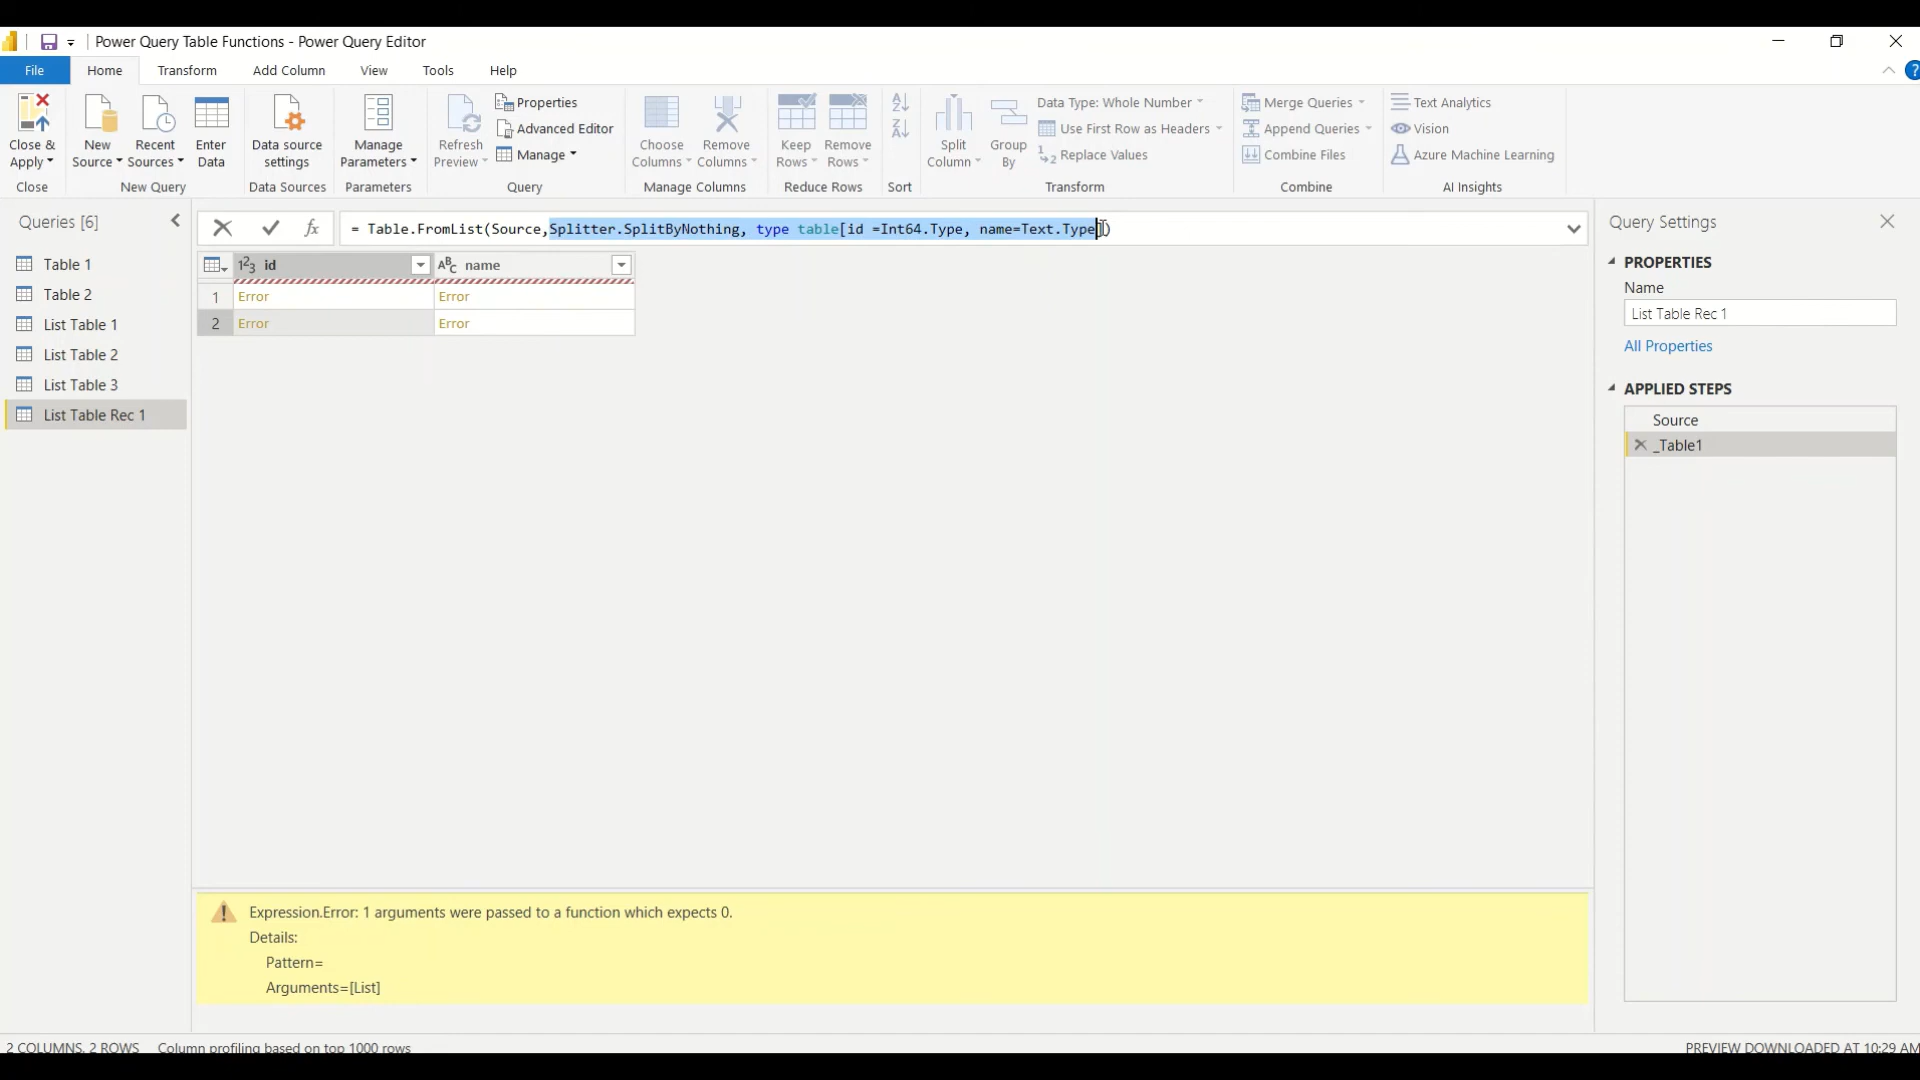 Power Query Table Functions - Power Query Editor
File Home Transform Add Column View Tools Help
Close & Apply
New Source
Recent Sources
Enter Data
Data source settings
Manage Parameters
Refresh Preview
Properties
Advanced Editor
Manage
Choose Columns
Remove Columns
Keep Rows
Remove Rows
Split Column
Group By
Data Type: Whole Number
Use First Row as Headers
Replace Values
Merge Queries
Append Queries
Combine Files
Text Analytics
Vision
Azure Machine Learning
Close New Query Data Sources Parameters Query Manage Columns Reduce Rows Sort Transform Combine AI Insights
Queries [6]
Table 1
Table 2
List Table 1
List Table 2
List Table 3
List Table Rec 1
= Table.FromList(Source,Splitter.SplitByNothing, type table[id =Int64.Type, name=Text.Type])
id name
1 Error Error
2 Error Error
Expression.Error: 1 arguments were passed to a function which expects 0.
Details:
Pattern=
Arguments=[List]
Query Settings
PROPERTIES
Name
List Table Rec 1
All Properties
APPLIED STEPS
Source
_Table1
2 COLUMNS, 2 ROWS Column profiling based on top 1000 rows
PREVIEW DOWNLOADED AT 10:29 AM